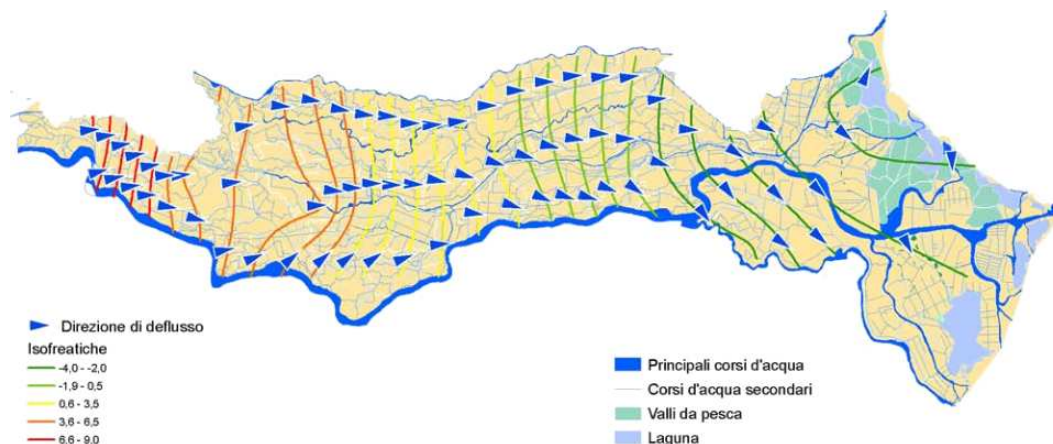 Direzione di deflusso
Isofreatiche
-4,0 - -2,0
-1,9 - 0,5
0,6 - 3,5
3,6 - 6,5
6,6 - 9,0
Principali corsi d'acqua
Corsi d'acqua secondari
Valli da pesca
Laguna